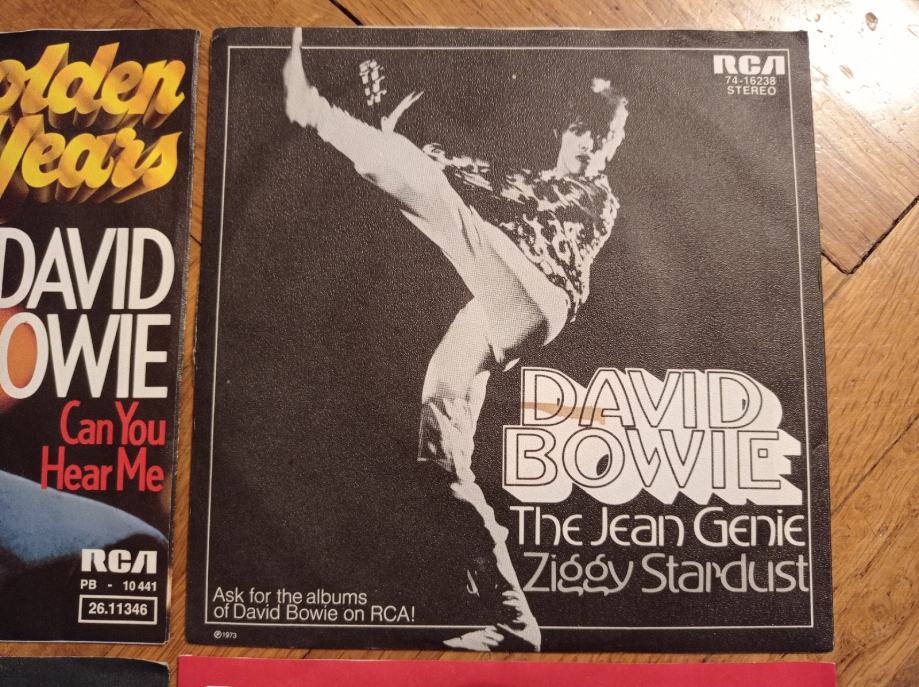 olden
Years
DAVID
OWIE
Can You
Hear Me
RCA
PB - 10 441
26.11346
RCA
74-16238
STEREO
DAVID
BOWIE
The Jean Genie
Ziggy Stardust
Ask for the albums
of David Bowie on RCA!
℗1973